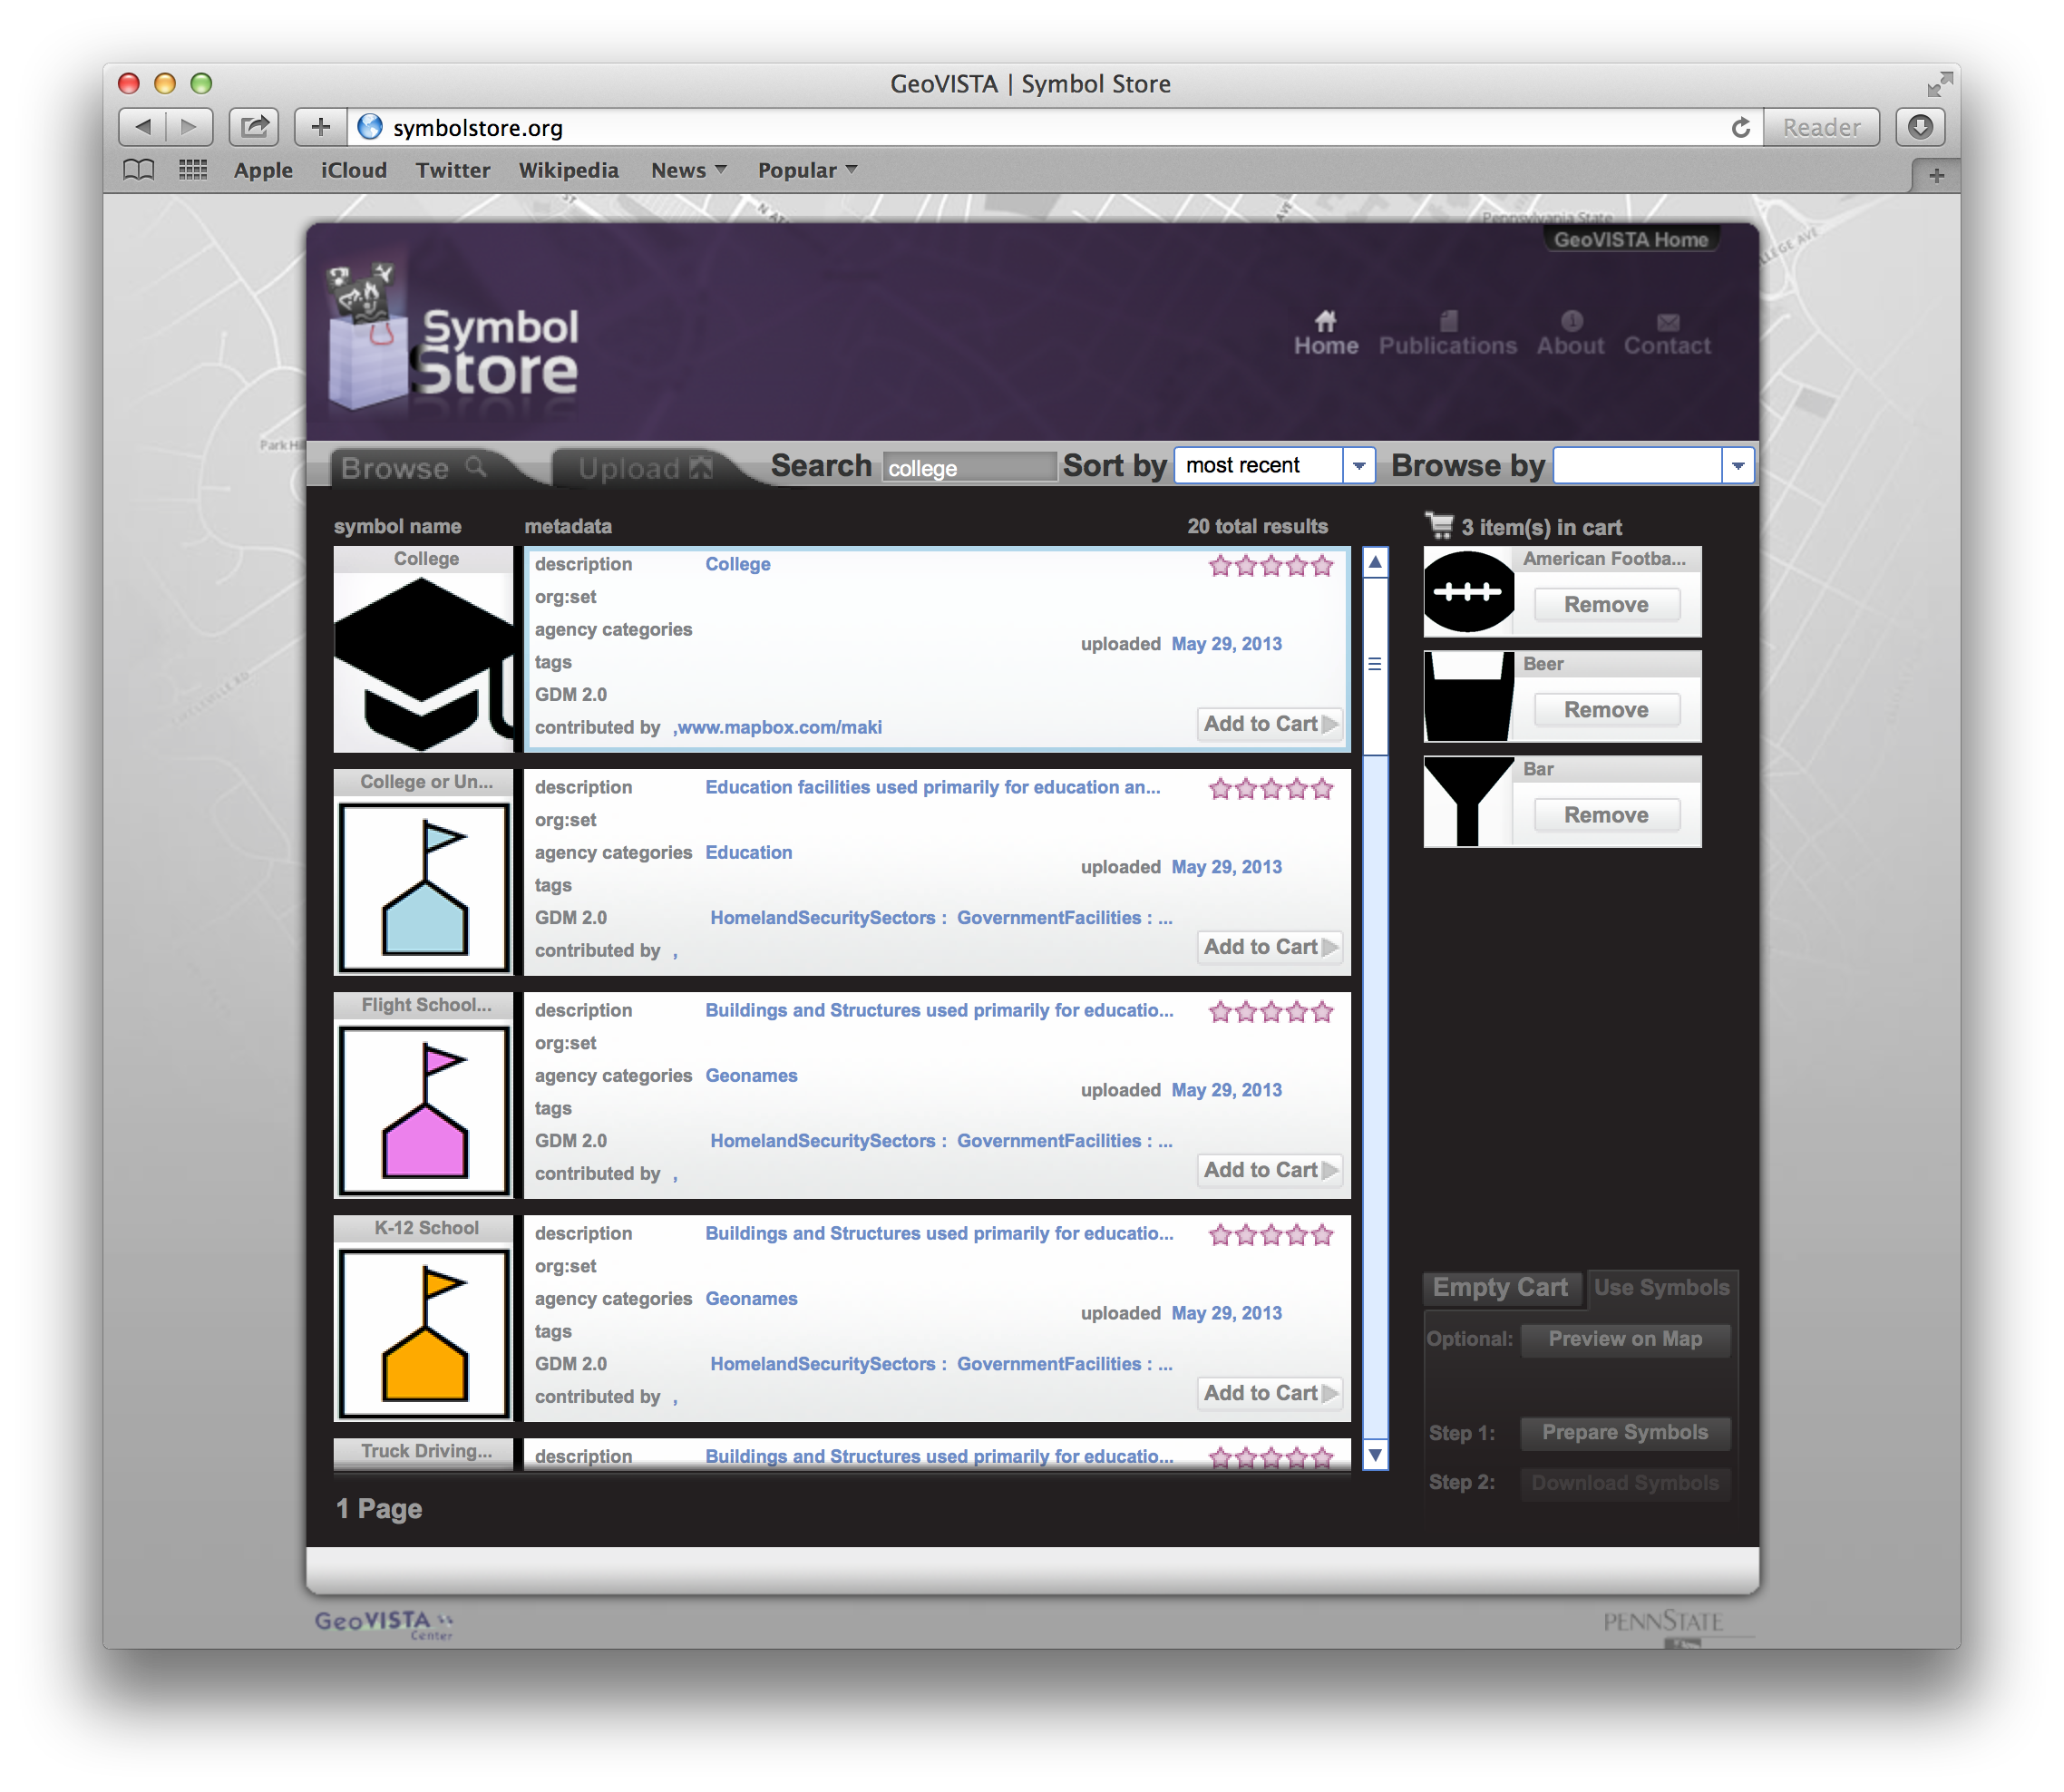 GeoVISTA | Symbol Store
symbolstore.org
Reader
Apple iCloud Twitter Wikipedia News Popular
N AT
ST
AVE
Pennsylvania State
LLEGE AVE
GeoVISTA Home
Symbol
Store
Home Publications About Contact
Park Hil
Browse Upload Search college Sort by most recent Browse by
symbol name metadata 20 total results
3 item(s) in cart
College
description College
org:set
agency categories
uploaded May 29, 2013
tags
GDM 2.0
contributed by ,www.mapbox.com/maki
Add to Cart
American Footba...
Remove
Beer
Remove
Bar
Remove
College or Un...
description Education facilities used primarily for education an...
org:set
agency categories Education
uploaded May 29, 2013
tags
GDM 2.0 HomelandSecuritySectors : GovernmentFacilities : ...
contributed by ,
Add to Cart
Flight School...
description Buildings and Structures used primarily for educatio...
org:set
agency categories Geonames
uploaded May 29, 2013
tags
GDM 2.0 HomelandSecuritySectors : GovernmentFacilities : ...
contributed by ,
Add to Cart
K-12 School
description Buildings and Structures used primarily for educatio...
org:set
agency categories Geonames
uploaded May 29, 2013
tags
GDM 2.0 HomelandSecuritySectors : GovernmentFacilities : ...
contributed by ,
Add to Cart
Truck Driving...
description Buildings and Structures used primarily for educatio...
Empty Cart Use Symbols
Optional: Preview on Map
Step 1: Prepare Symbols
Step 2: Download Symbols
1 Page
GeoVISTA
Center
PENNSTATE